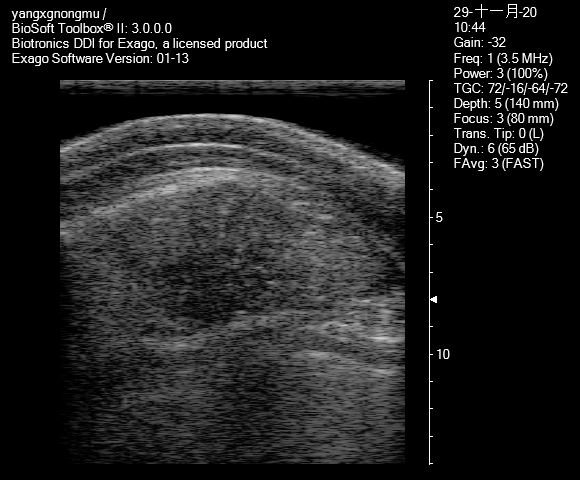 yangxgnongmu /
BioSoft Toolbox® II: 3.0.0.0
Biotronics DDI for Exago, a licensed product
Exago Software Version: 01-13
29-十一月-20
10:44
Gain: -32
Freq: 1 (3.5 MHz)
Power: 3 (100%)
TGC: 72/-16/-64/-72
Depth: 5 (140 mm)
Focus: 3 (80 mm)
Trans. Tip: 0 (L)
Dyn.: 6 (65 dB)
FAvg: 3 (FAST)
5
10